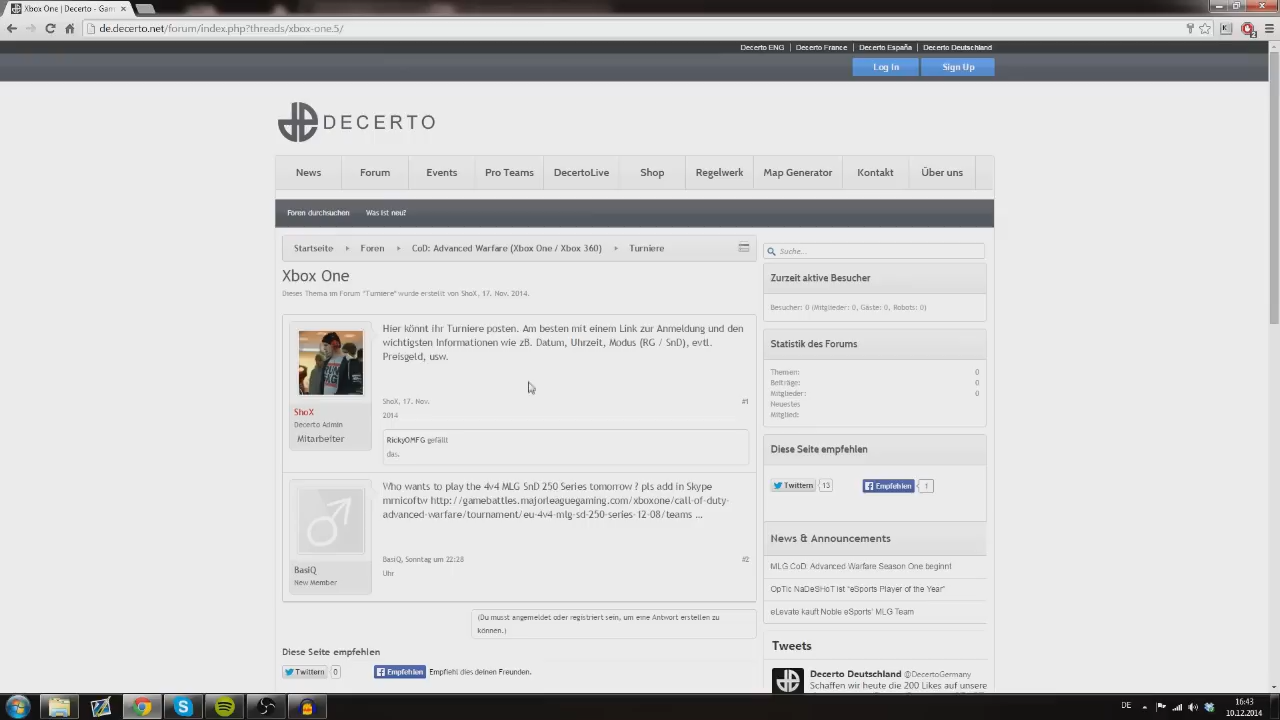 Xbox One | Decerto - Gam
de.decerto.net/forum/index.php?threads/xbox-one.5/
Decerto ENG | Decerto France | Decerto España | Decerto Deutschland
Log In Sign Up
DECERTO
News Forum Events Pro Teams DecertoLive Shop Regelwerk Map Generator Kontakt Über uns
Foren durchsuchen Was ist neu?
Startseite Foren CoD: Advanced Warfare (Xbox One / Xbox 360) Turniere
Xbox One
Dieses Thema im Forum "Turniere" wurde erstellt von ShoX, 17. Nov. 2014.
Hier könnt ihr Turniere posten. Am besten mit einem Link zur Anmeldung und den
wichtigsten Informationen wie zB. Datum, Uhrzeit, Modus (RG / SnD), evtl.
Preisgeld, usw.
ShoX, 17. Nov.
2014
#1
ShoX
Decerto Admin
Mitarbeiter
RickyOMFG gefällt
das.
Who wants to play the 4v4 MLG SnD 250 Series tomorrow ? pls add in Skype
mmicoftw http://gamebattles.majorleaguegaming.com/xboxone/call-of-duty-
advanced-warfare/tournament/eu-4v4-mlg-sd-250-series-12-08/teams ...
BasiQ, Sonntag um 22:28
Uhr
#2
BasiQ
New Member
(Du musst angemeldet oder registriert sein, um eine Antwort erstellen zu
können.)
Diese Seite empfehlen
Twittern 0 Empfehlen Empfiehl dies deinen Freunden.
Suche...
Zurzeit aktive Besucher
Besucher: 0 (Mitglieder: 0, Gäste: 0, Robots: 0)
Statistik des Forums
Themen: 0
Beiträge: 0
Mitglieder: 0
Neuestes
Mitglied:
Diese Seite empfehlen
Twittern 13 Empfehlen 1
News & Announcements
MLG CoD: Advanced Warfare Season One beginnt
OpTic NaDeSHoT ist "eSports Player of the Year"
eLevate kauft Noble eSports' MLG Team
Tweets
Decerto Deutschland @DecertoGermany
Schaffen wir heute die 200 Likes auf unsere
DE
16:43
10.12.2014